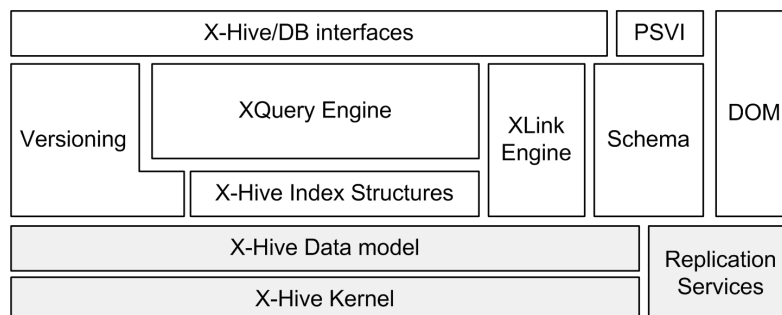 X-Hive/DB interfaces
PSVI
DOM
Versioning
XQuery Engine
XLink
Engine
Schema
X-Hive Index Structures
X-Hive Data model
Replication
Services
X-Hive Kernel